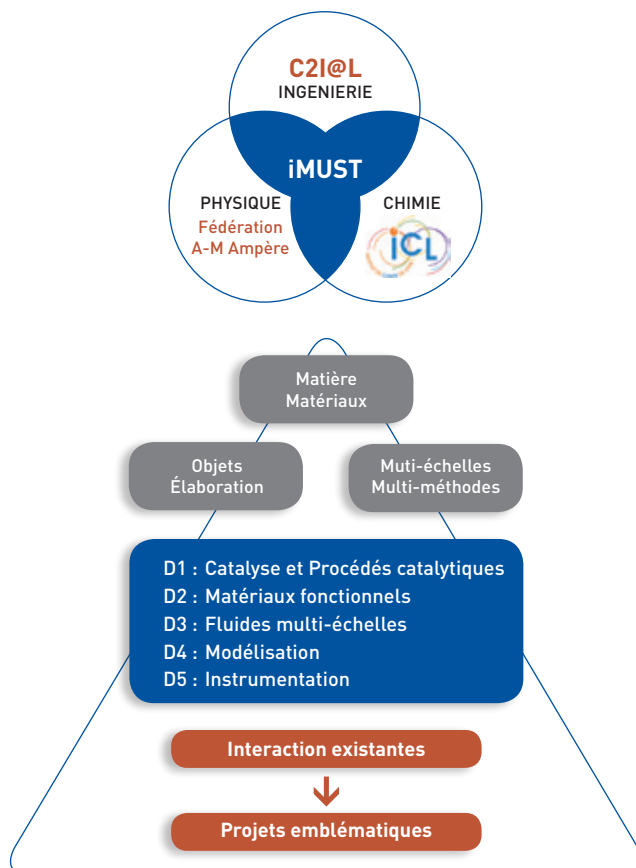 C2I@L
INGENIERIE
iMUST
PHYSIQUE
Fédération
A-M Ampère
CHIMIE
iCL
Matière
Matériaux
Objets
Élaboration
Muti-échelles
Multi-méthodes
D1 : Catalyse et Procédés catalytiques
D2 : Matériaux fonctionnels
D3 : Fluides multi-échelles
D4 : Modélisation
D5 : Instrumentation
Interaction existantes
Projets emblématiques